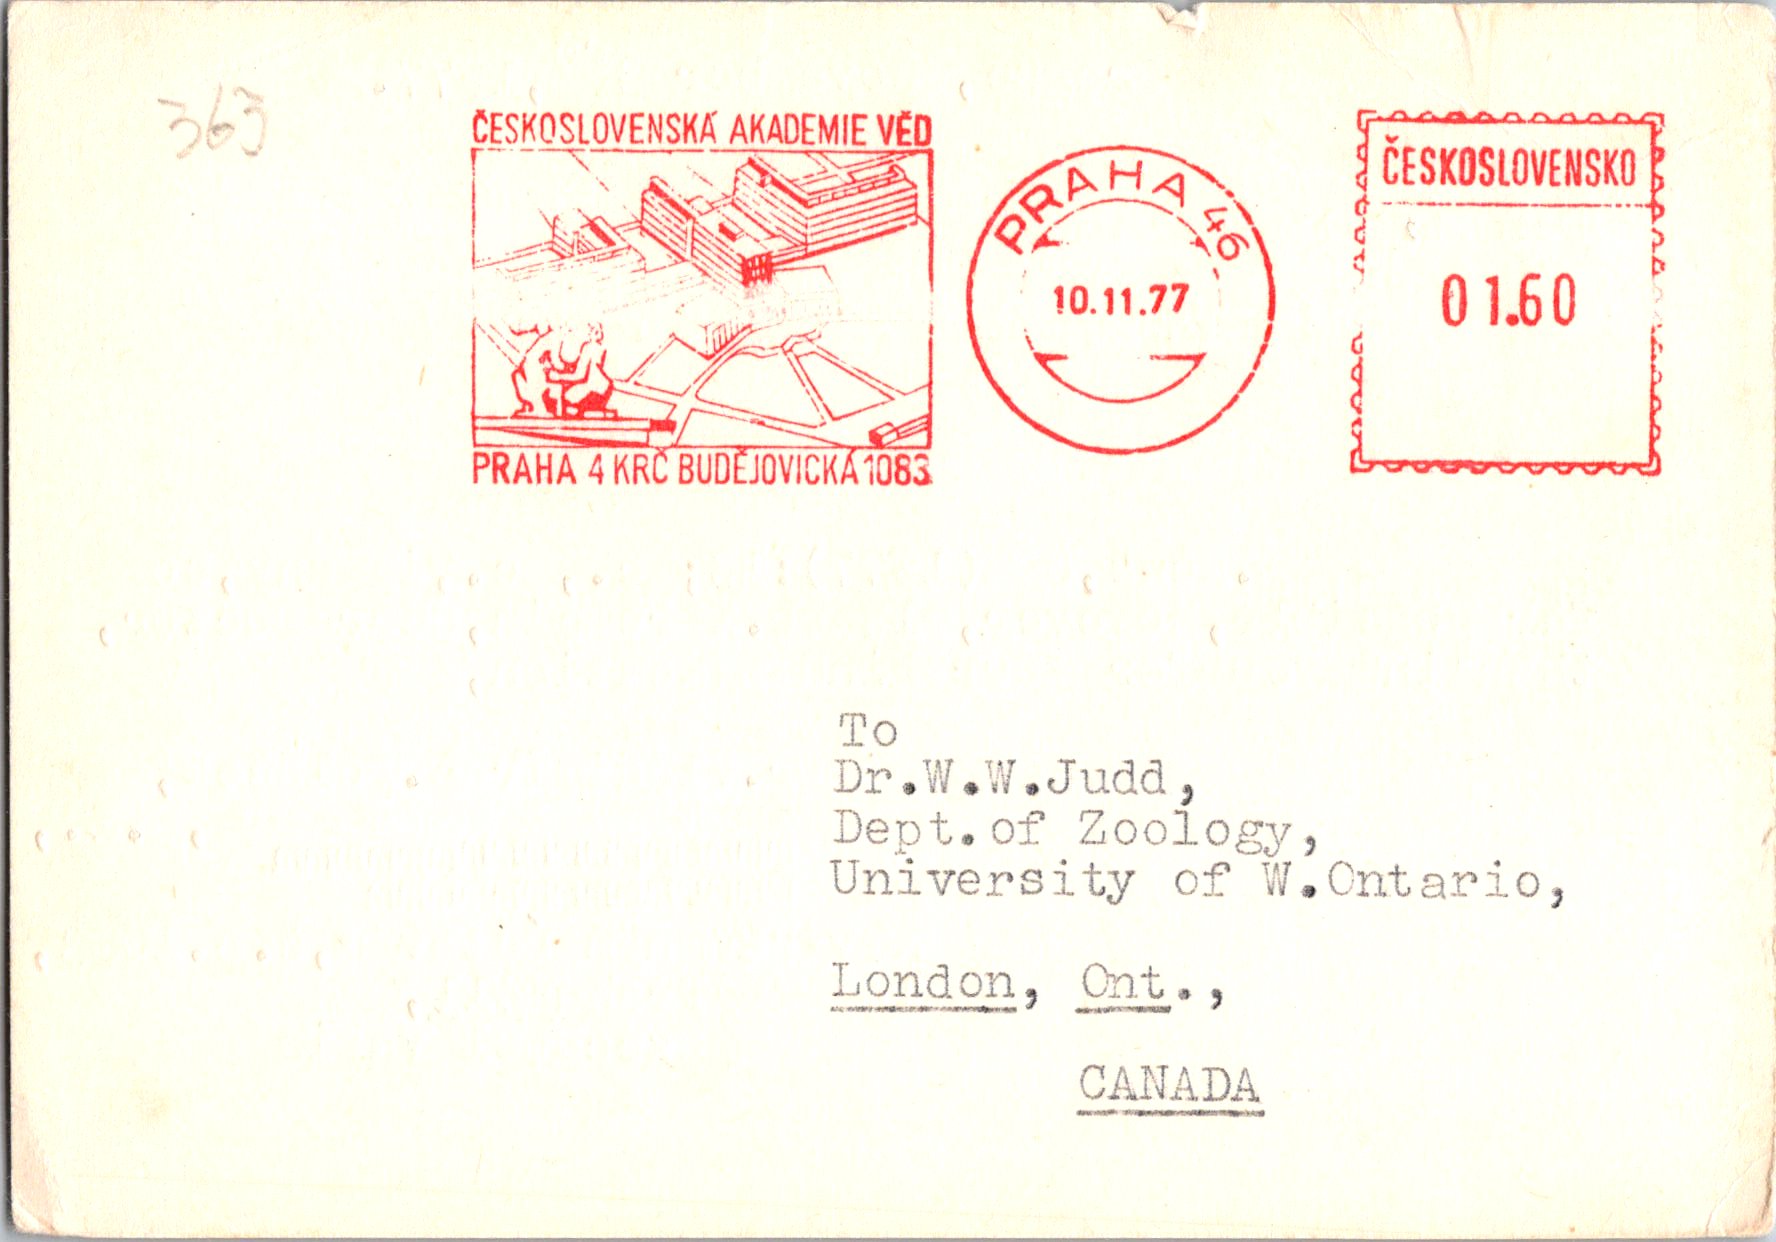 363
ČESKOSLOVENSKÁ AKADEMIE VĚD
PRAHA 4 KRČ BUDĚJOVICKÁ 1083
PRAHA 46
10.11.77
ČESKOSLOVENSKO
01.60
To
Dr.W.W.Judd,
Dept.of Zoology,
University of W.Ontario,
London, Ont.,
CANADA